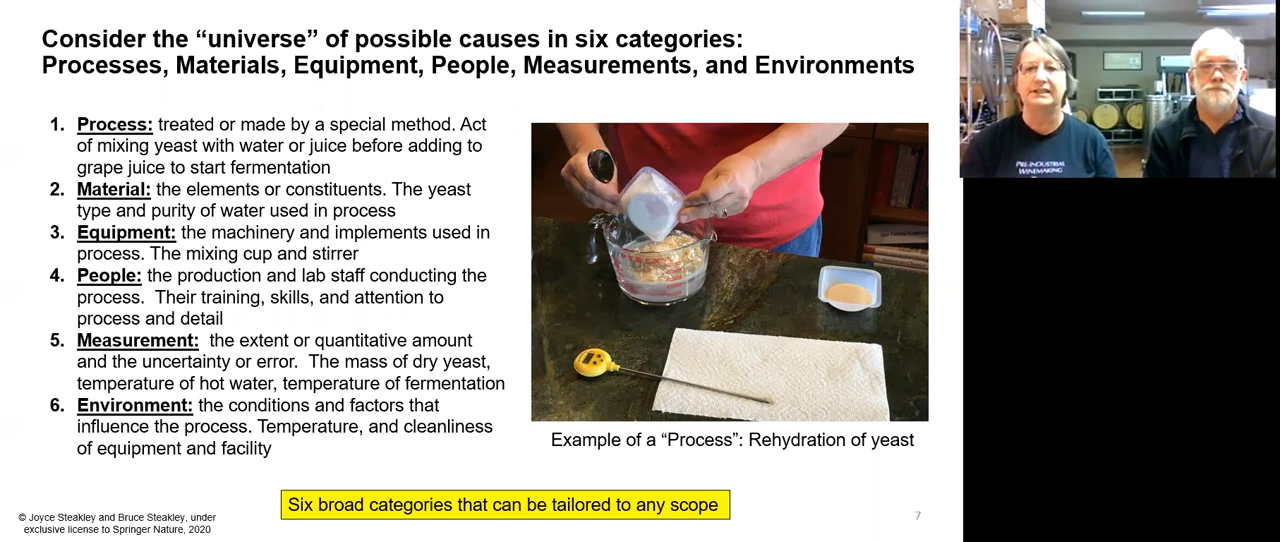 Consider the “universe” of possible causes in six categories:
Processes, Materials, Equipment, People, Measurements, and Environments
1. Process: treated or made by a special method. Act
of mixing yeast with water or juice before adding to
grape juice to start fermentation
2. Material: the elements or constituents. The yeast
type and purity of water used in process
3. Equipment: the machinery and implements used in
process. The mixing cup and stirrer
4. People: the production and lab staff conducting the
process. Their training, skills, and attention to
process and detail
5. Measurement: the extent or quantitative amount
and the uncertainty or error. The mass of dry yeast,
temperature of hot water, temperature of fermentation
6. Environment: the conditions and factors that
influence the process. Temperature, and cleanliness
of equipment and facility
Example of a “Process”: Rehydration of yeast
Six broad categories that can be tailored to any scope
© Joyce Steakley and Bruce Steakley, under
exclusive license to Springer Nature, 2020
7
PRE-INDUSTRIAL
WINEMAKING